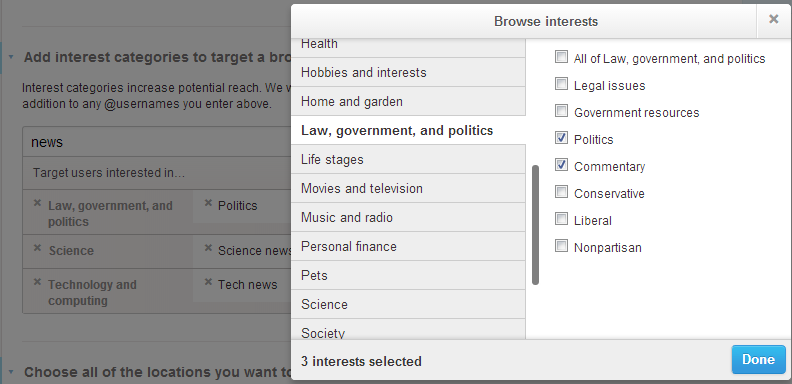 Browse interests
×
Add interest categories to target a bro
Interest categories increase potential reach. We w
addition to any @usernames you enter above.
news
Target users interested in...
× Law, government, and politics
× Politics
× Science
× Science news
× Technology and computing
× Tech news
Choose all of the locations you want to
Health
Hobbies and interests
Home and garden
Law, government, and politics
Life stages
Movies and television
Music and radio
Personal finance
Pets
Science
Society
All of Law, government, and politics
Legal issues
Government resources
Politics
Commentary
Conservative
Liberal
Nonpartisan
3 interests selected
Done